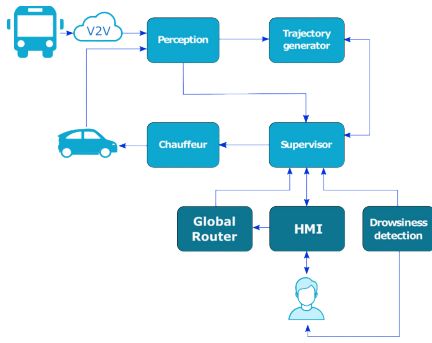 V2V
Perception
Trajectory
generator
Chauffeur
Supervisor
Global
Router
HMI
Drowsiness
detection